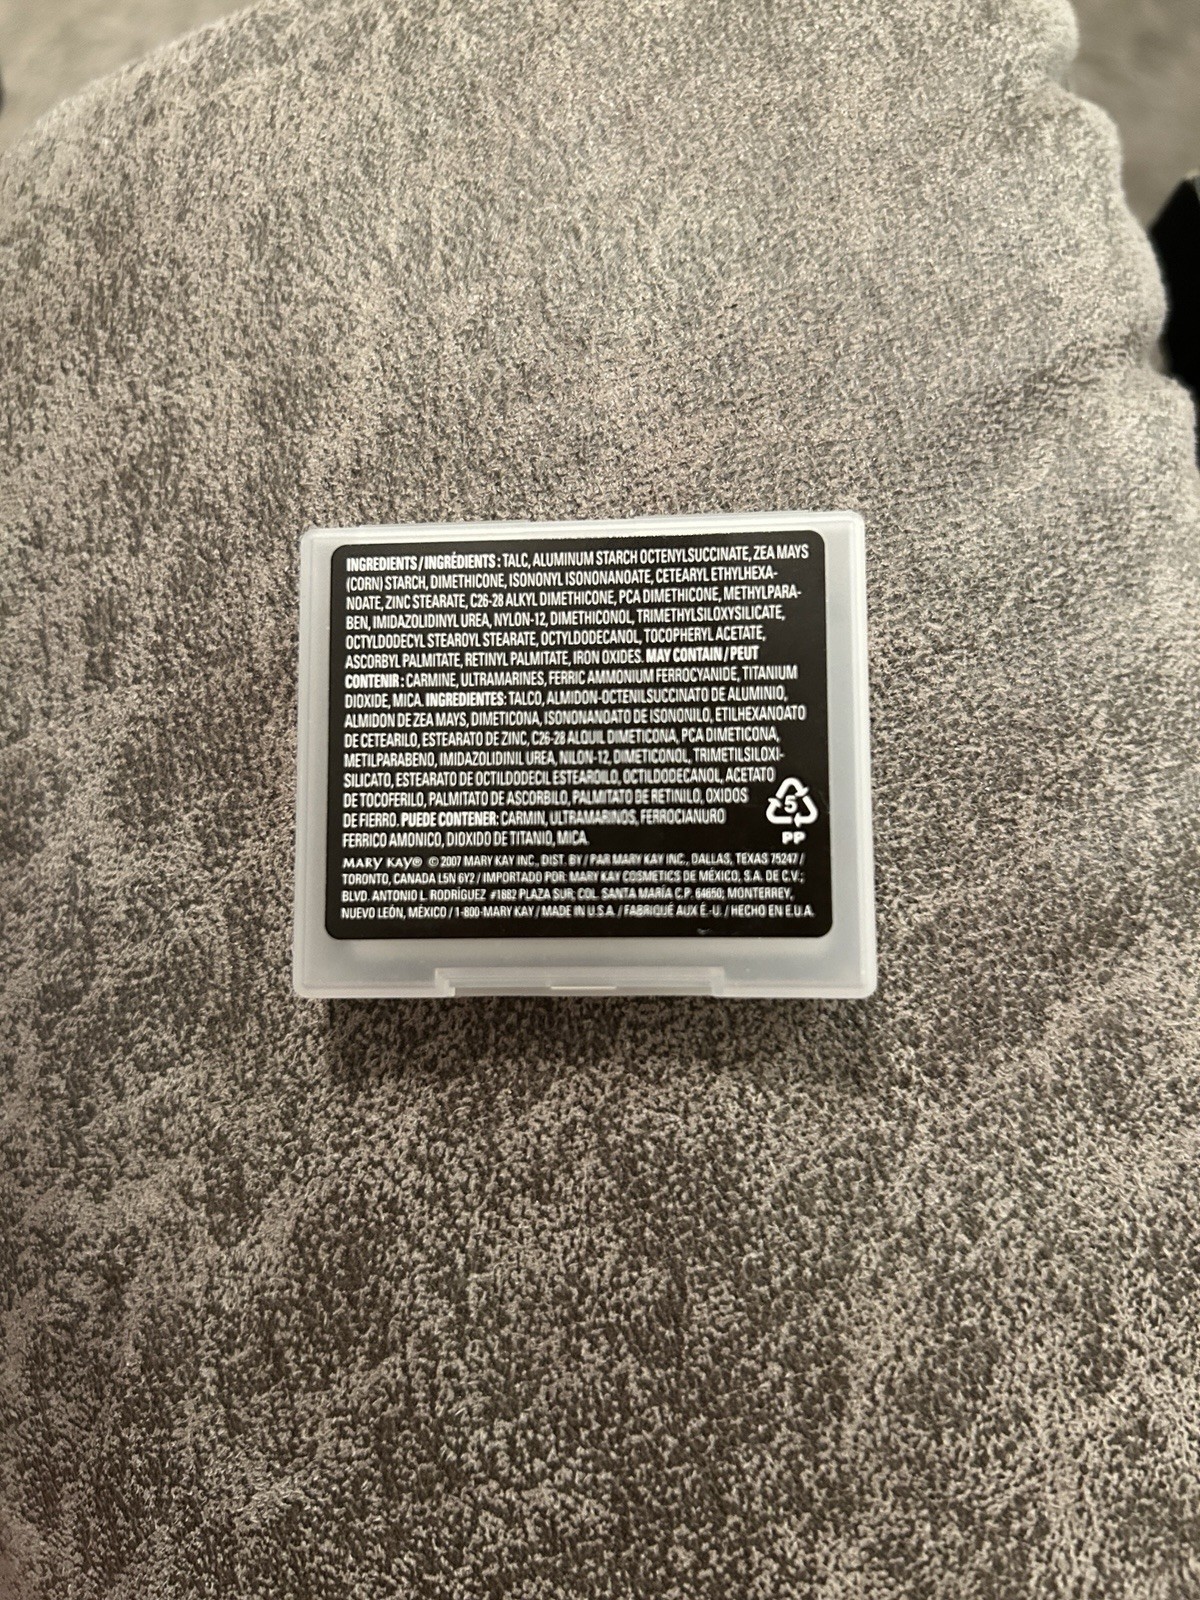 INGREDIENTS / INGRÉDIENTS : TALC, ALUMINUM STARCH OCTENYLSUCCINATE, ZEA MAYS
(CORN) STARCH, DIMETHICONE, ISONONYL ISONONANOATE, CETEARYL ETHYLHEXA-
NOATE, ZINC STEARATE, C26-28 ALKYL DIMETHICONE, PCA DIMETHICONE, METHYLPARA-
BEN, IMIDAZOLIDINYL UREA, NYLON-12, DIMETHICONOL, TRIMETHYLSILOXYSILICATE,
OCTYLDODECYL STEAROYL STEARATE, OCTYLDODECANOL, TOCOPHERYL ACETATE,
ASCORBYL PALMITATE, RETINYL PALMITATE, IRON OXIDES. MAY CONTAIN / PEUT
CONTENIR : CARMINE, ULTRAMARINES, FERRIC AMMONIUM FERROCYANIDE, TITANIUM
DIOXIDE, MICA. INGREDIENTES: TALCO, ALMIDON-OCTENILSUCCINATO DE ALUMINIO,
ALMIDON DE ZEA MAYS, DIMETICONA, ISONONANOATO DE ISONONILO, ETILHEXANOATO
DE CETEARILO, ESTEARATO DE ZINC, C26-28 ALQUIL DIMETICONA, PCA DIMETICONA,
METILPARABENO, IMIDAZOLIDINIL UREA, NILON-12, DIMETICONOL, TRIMETILSILOXI-
SILICATO, ESTEARATO DE OCTILDODECIL ESTEAROILO, OCTILDODECANOL, ACETATO
DE TOCOFERILO, PALMITATO DE ASCORBILO, PALMITATO DE RETINILO, OXIDOS
DE FIERRO. PUEDE CONTENER: CARMIN, ULTRAMARINOS, FERROCIANURO
FERRICO AMONICO, DIOXIDO DE TITANIO, MICA.
5
PP
MARY KAY® © 2007 MARY KAY INC., DIST. BY / PAR MARY KAY INC., DALLAS, TEXAS 75247 /
TORONTO, CANADA L5N 6Y2 / IMPORTADO POR: MARY KAY COSMETICS DE MÉXICO, S.A. DE C.V.;
BLVD. ANTONIO L. RODRÍGUEZ #1882 PLAZA SUR; COL. SANTA MARÍA C.P. 64650; MONTERREY,
NUEVO LEÓN, MÉXICO / 1-800-MARY KAY / MADE IN U.S.A. / FABRIQUÉ AUX É.-U. / HECHO EN E.U.A.